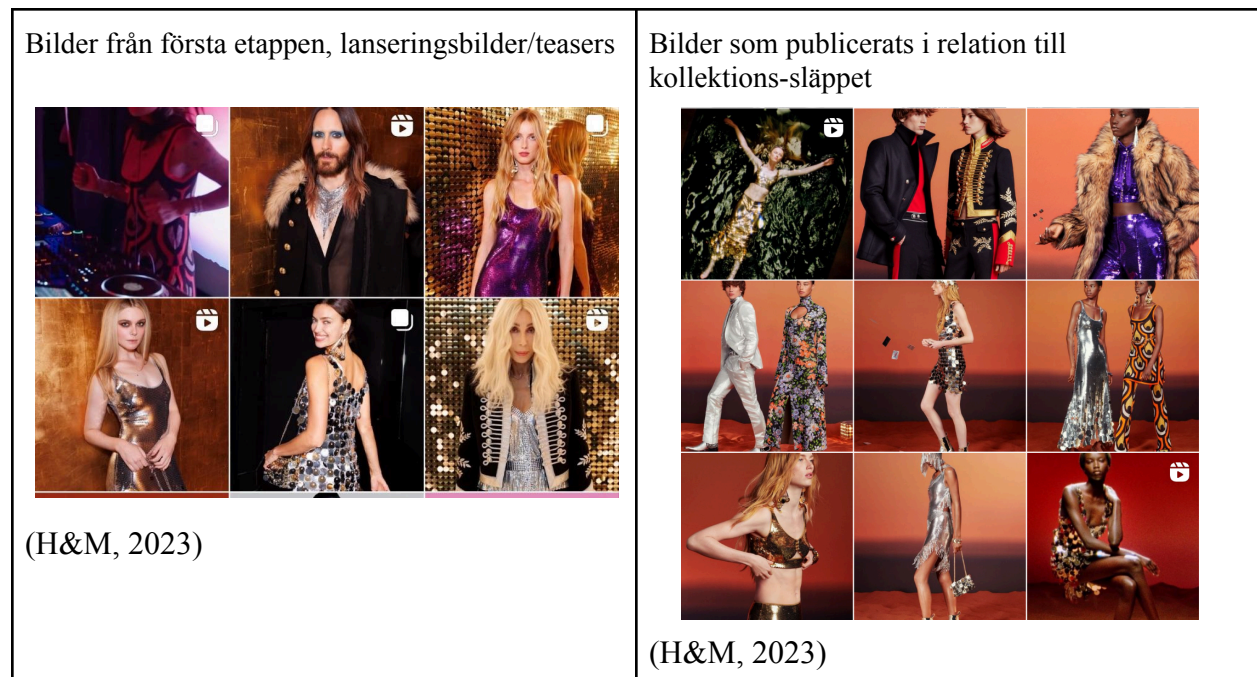 Bilder från första etappen, lanseringsbilder/teasers
(H&M, 2023)
Bilder som publicerats i relation till
kollektions-släppet
(H&M, 2023)